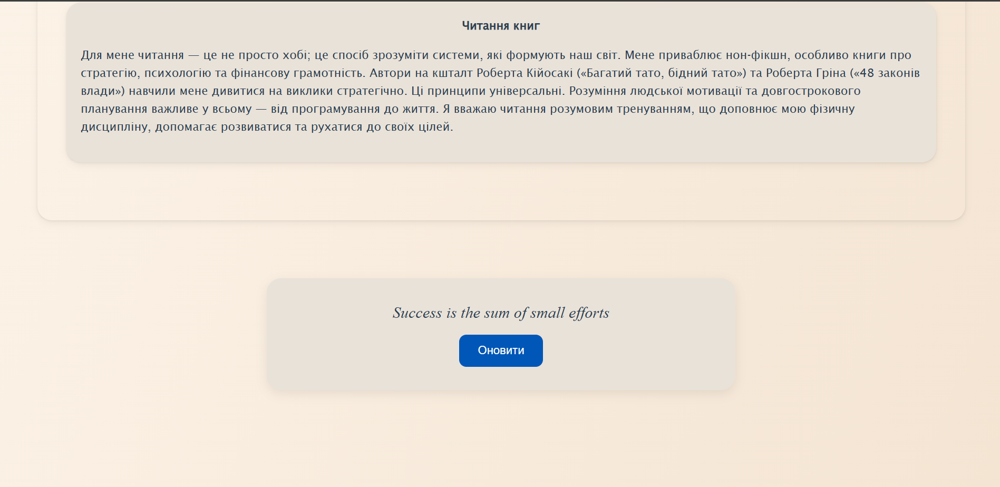 Читання книг
Для мене читання — це не просто хобі; це спосіб зрозуміти системи, які формують наш світ. Мене приваблює нон-фікшн, особливо книги про
стратегію, психологію та фінансову грамотність. Автори на кшталт Роберта Кійосакі («Багатий тато, бідний тато») та Роберта Гріна («48 законів
влади») навчили мене дивитися на виклики стратегічно. Ці принципи універсальні. Розуміння людської мотивації та довгострокового
планування важливе у всьому — від програмування до життя. Я вважаю читання розумовим тренуванням, що доповнює мою фізичну
дисципліну, допомагає розвиватися та рухатися до своїх цілей.
Success is the sum of small efforts
Оновити